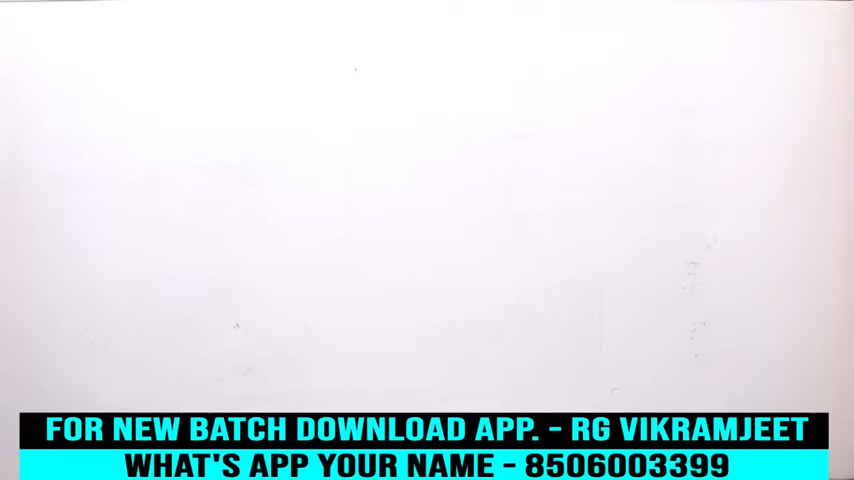 FOR NEW BATCH DOWNLOAD APP. - RG VIKRAMJEET
WHAT'S APP YOUR NAME - 8506003399